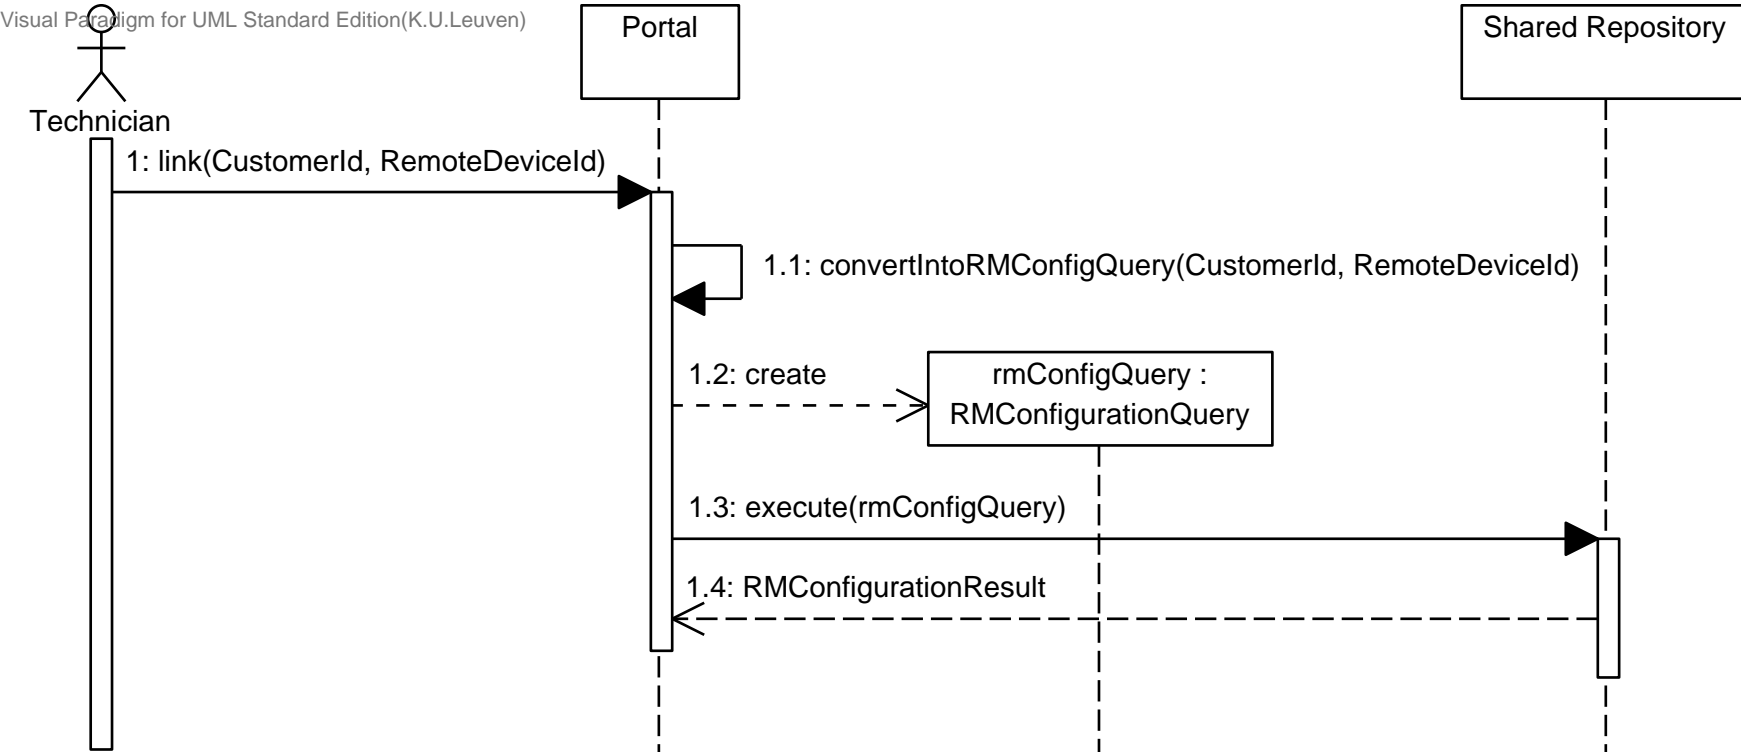 Visual Paradigm for UML Standard Edition(K.U.Leuven)
Portal
Shared Repository
Technician
1: link(CustomerId, RemoteDeviceId)
1.1: convertIntoRMConfigQuery(CustomerId, RemoteDeviceId)
1.2: create
rmConfigQuery :
RMConfigurationQuery
1.3: execute(rmConfigQuery)
1.4: RMConfigurationResult